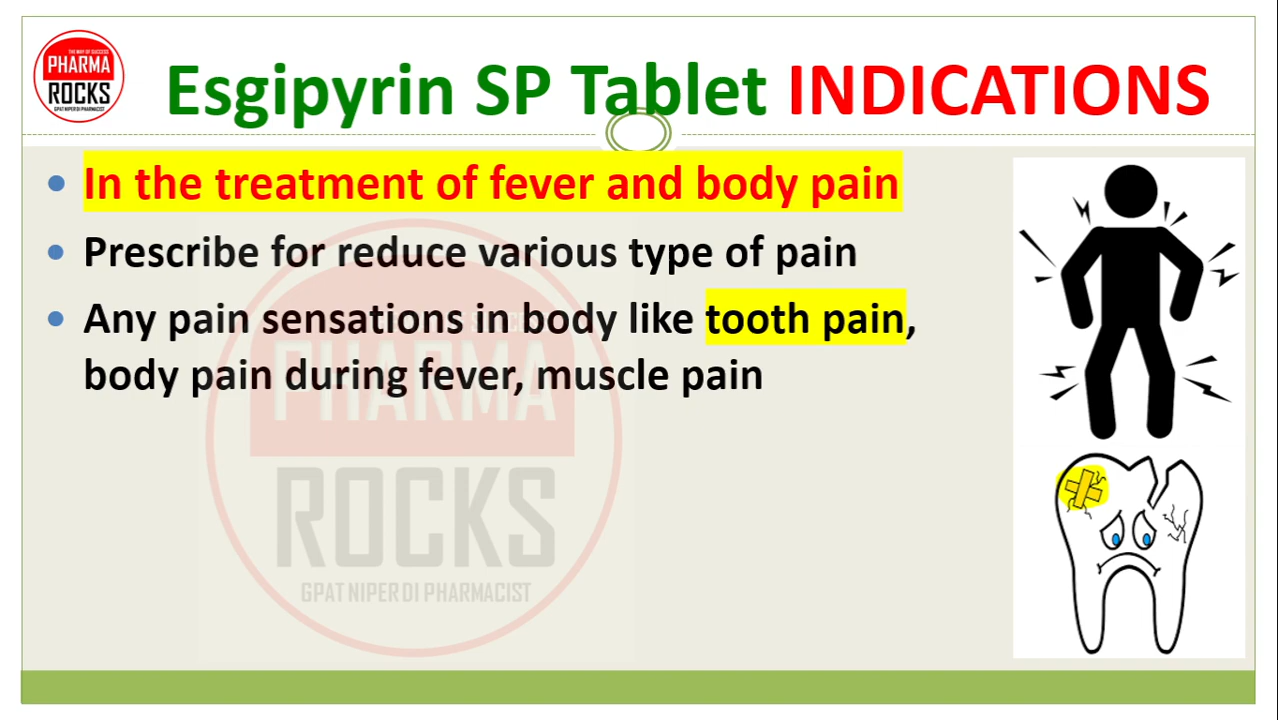 THE WAY OF SUCCESS
PHARMA
ROCKS
GPAT NIPER DI PHARMACIST
Esgipyrin SP Tablet INDICATIONS
• In the treatment of fever and body pain
• Prescribe for reduce various type of pain
• Any pain sensations in body like tooth pain,
body pain during fever, muscle pain
PHARMA
ROCKS
GPAT NIPER DI PHARMACIST